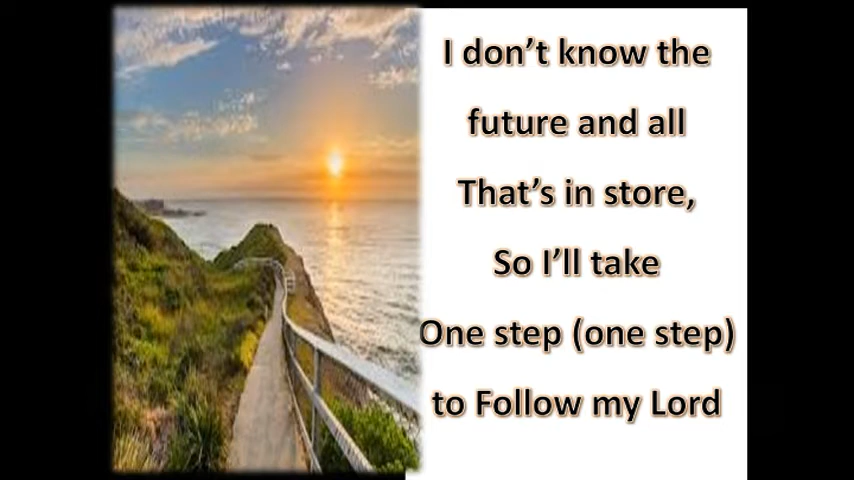 I don’t know the
future and all
That’s in store,
So I’ll take
One step (one step)
to Follow my Lord